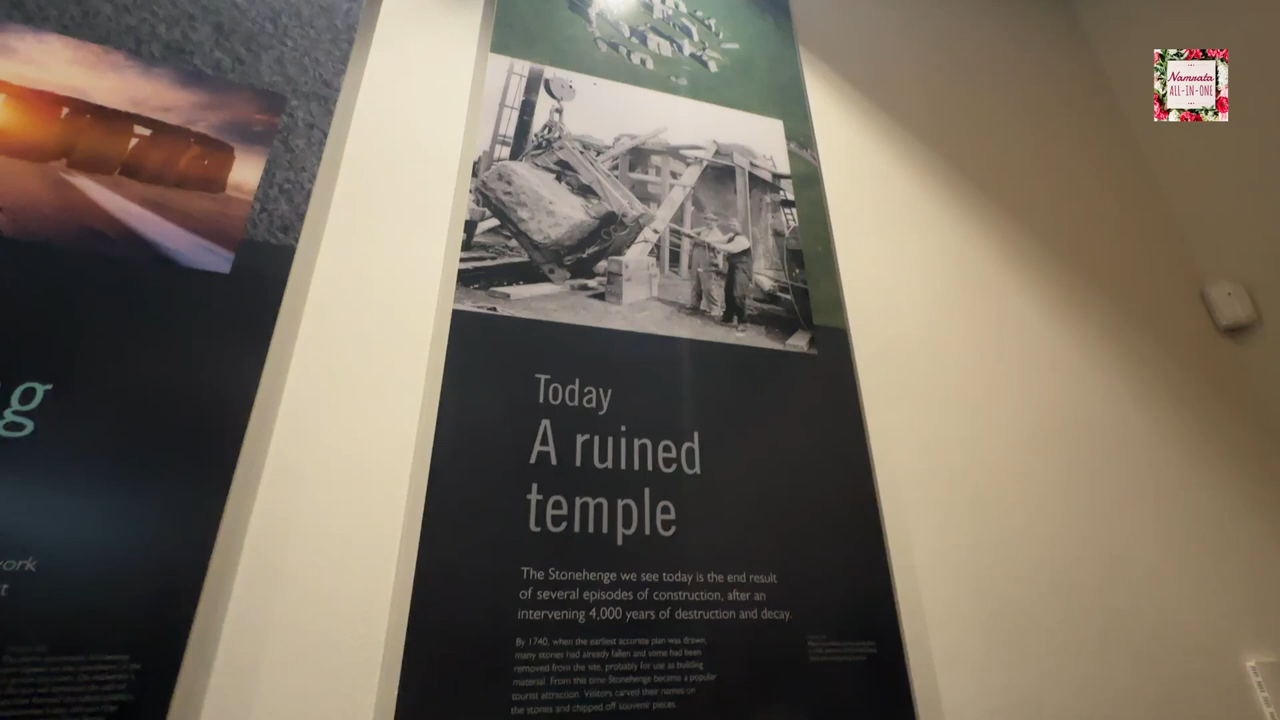 Namrata
ALL-IN-ONE
g
work
t
Today
A ruined
temple
The Stonehenge we see today is the end result
of several episodes of construction, after an
intervening 4,000 years of destruction and decay.
By 1740, when the earliest accurate plan was drawn,
many stones had already fallen and some had been
removed from the site, probably for use as building
material. From this time Stonehenge became a popular
tourist attraction. Visitors carved their names on
the stones and chipped off souvenir pieces.